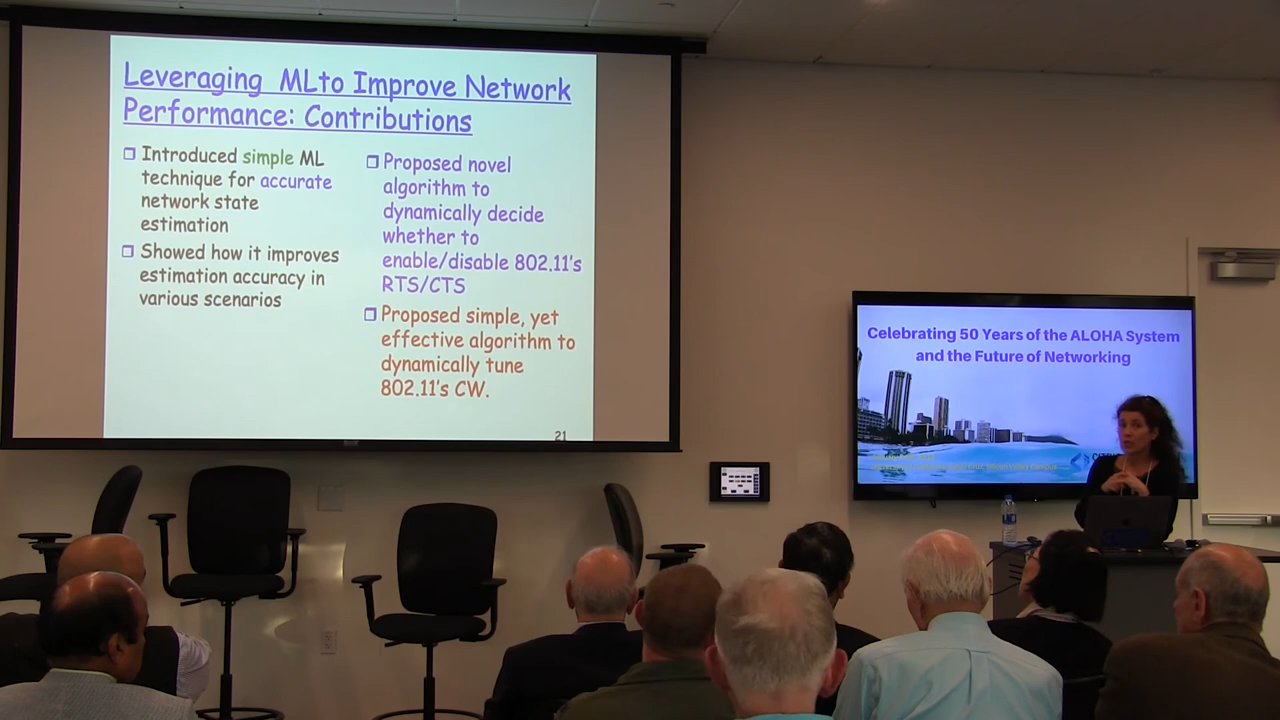 Leveraging MLto Improve Network
Performance: Contributions
Introduced simple ML
technique for accurate
network state
estimation
Showed how it improves
estimation accuracy in
various scenarios
Proposed novel
algorithm to
dynamically decide
whether to
enable/disable 802.11's
RTS/CTS
Proposed simple, yet
effective algorithm to
dynamically tune
802.11's CW.
21
Celebrating 50 Years of the ALOHA System
and the Future of Networking